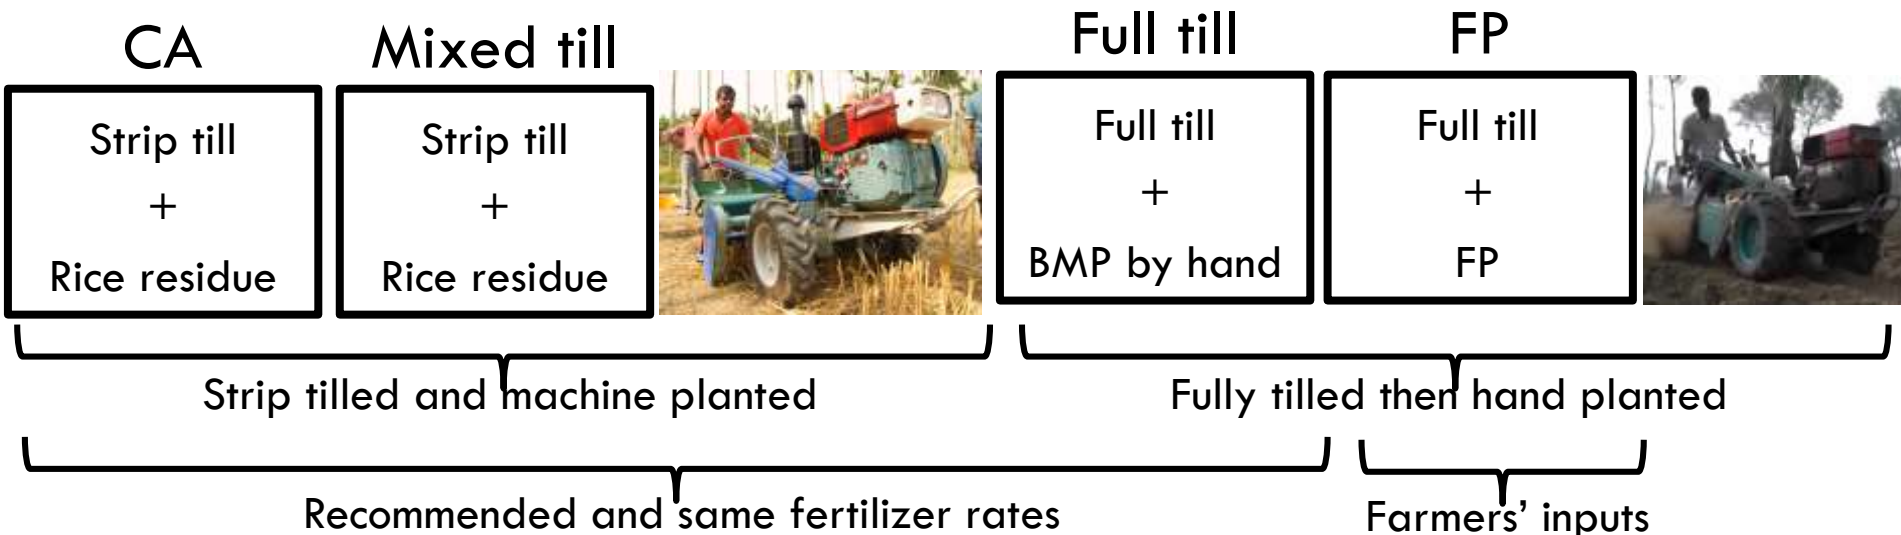 CA
Mixed till
Full till
FP
Strip till
+
Rice residue
Strip till
+
Rice residue
Full till
+
BMP by hand
Full till
+
FP
Strip tilled and machine planted
Fully tilled then hand planted
Recommended and same fertilizer rates
Farmers’ inputs